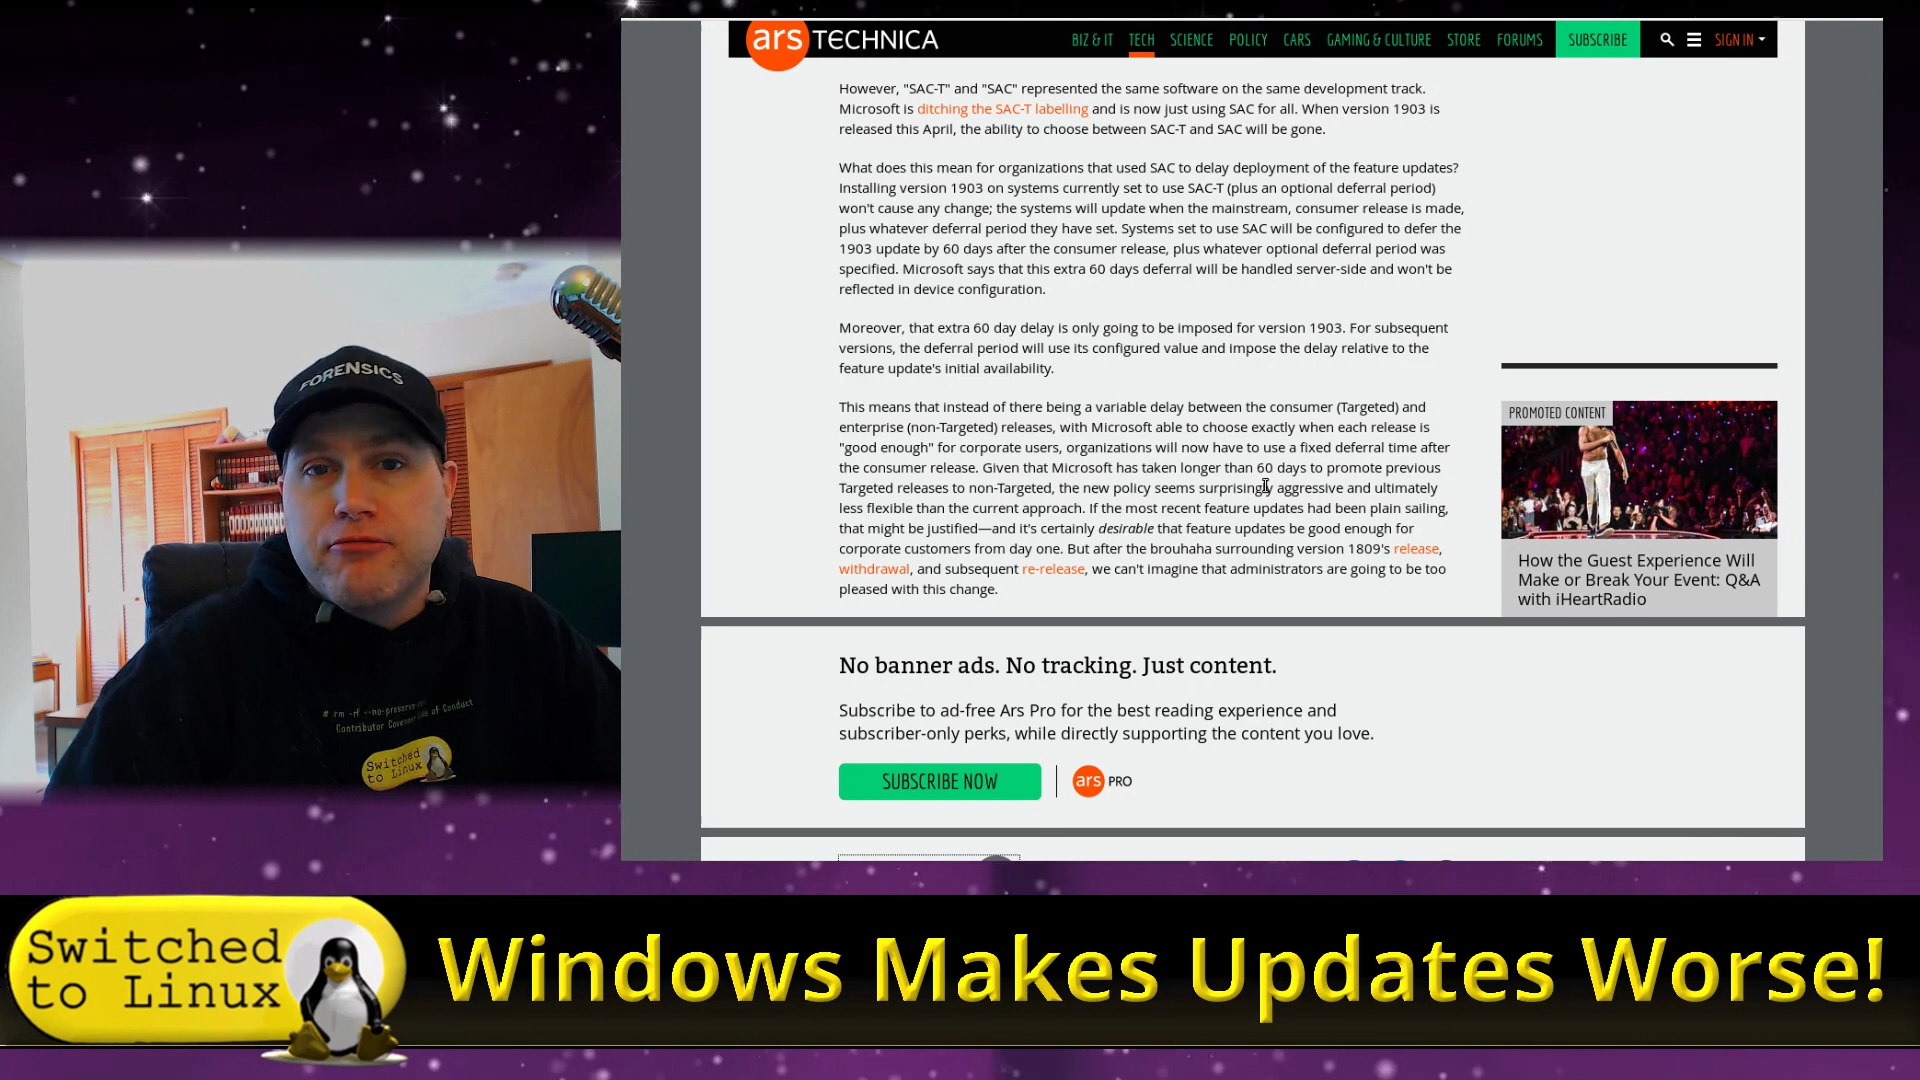 ars TECHNICA
BIZ & IT
TECH
SCIENCE
POLICY
CARS
GAMING & CULTURE
STORE
FORUMS
SUBSCRIBE
SIGN IN
However, "SAC-T" and "SAC" represented the same software on the same development track.
Microsoft is ditching the SAC-T labelling and is now just using SAC for all. When version 1903 is
released this April, the ability to choose between SAC-T and SAC will be gone.
What does this mean for organizations that used SAC to delay deployment of the feature updates?
Installing version 1903 on systems currently set to use SAC-T (plus an optional deferral period)
won't cause any change; the systems will update when the mainstream, consumer release is made,
plus whatever deferral period they have set. Systems set to use SAC will be configured to defer the
1903 update by 60 days after the consumer release, plus whatever optional deferral period was
specified. Microsoft says that this extra 60 days deferral will be handled server-side and won't be
reflected in device configuration.
Moreover, that extra 60 day delay is only going to be imposed for version 1903. For subsequent
versions, the deferral period will use its configured value and impose the delay relative to the
feature update's initial availability.
This means that instead of there being a variable delay between the consumer (Targeted) and
enterprise (non-Targeted) releases, with Microsoft able to choose exactly when each release is
"good enough" for corporate users, organizations will now have to use a fixed deferral time after
the consumer release. Given that Microsoft has taken longer than 60 days to promote previous
Targeted releases to non-Targeted, the new policy seems surprisingly aggressive and ultimately
less flexible than the current approach. If the most recent feature updates had been plain sailing,
that might be justified—and it's certainly desirable that feature updates be good enough for
corporate customers from day one. But after the brouhaha surrounding version 1809's release,
withdrawal, and subsequent re-release, we can't imagine that administrators are going to be too
pleased with this change.
PROMOTED CONTENT
How the Guest Experience Will
Make or Break Your Event: Q&A
with iHeartRadio
No banner ads. No tracking. Just content.
Subscribe to ad-free Ars Pro for the best reading experience and
subscriber-only perks, while directly supporting the content you love.
SUBSCRIBE NOW
ars PRO
FORENSICS
# rm -rf --no-preserve
Contributor Covenant of Conduct
Switched
to Linux
Switched
to Linux
Windows Makes Updates Worse!